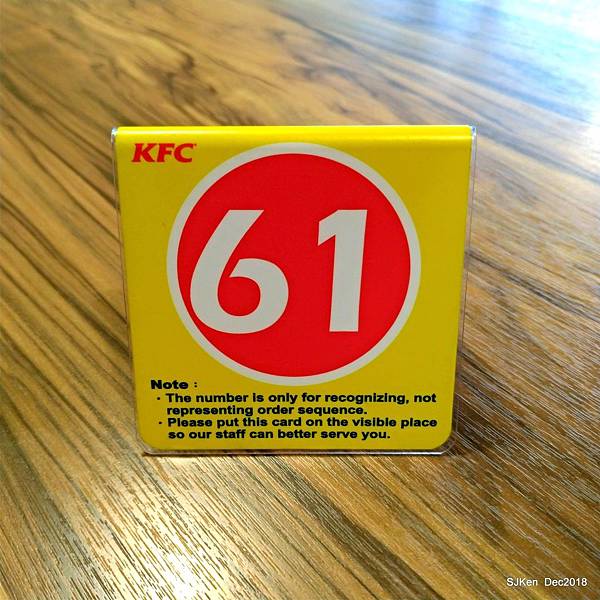 KFC
61
Note :
· The number is only for recognizing, not
representing order sequence.
· Please put this card on the visible place
so our staff can better serve you.
SJKen Dec2018